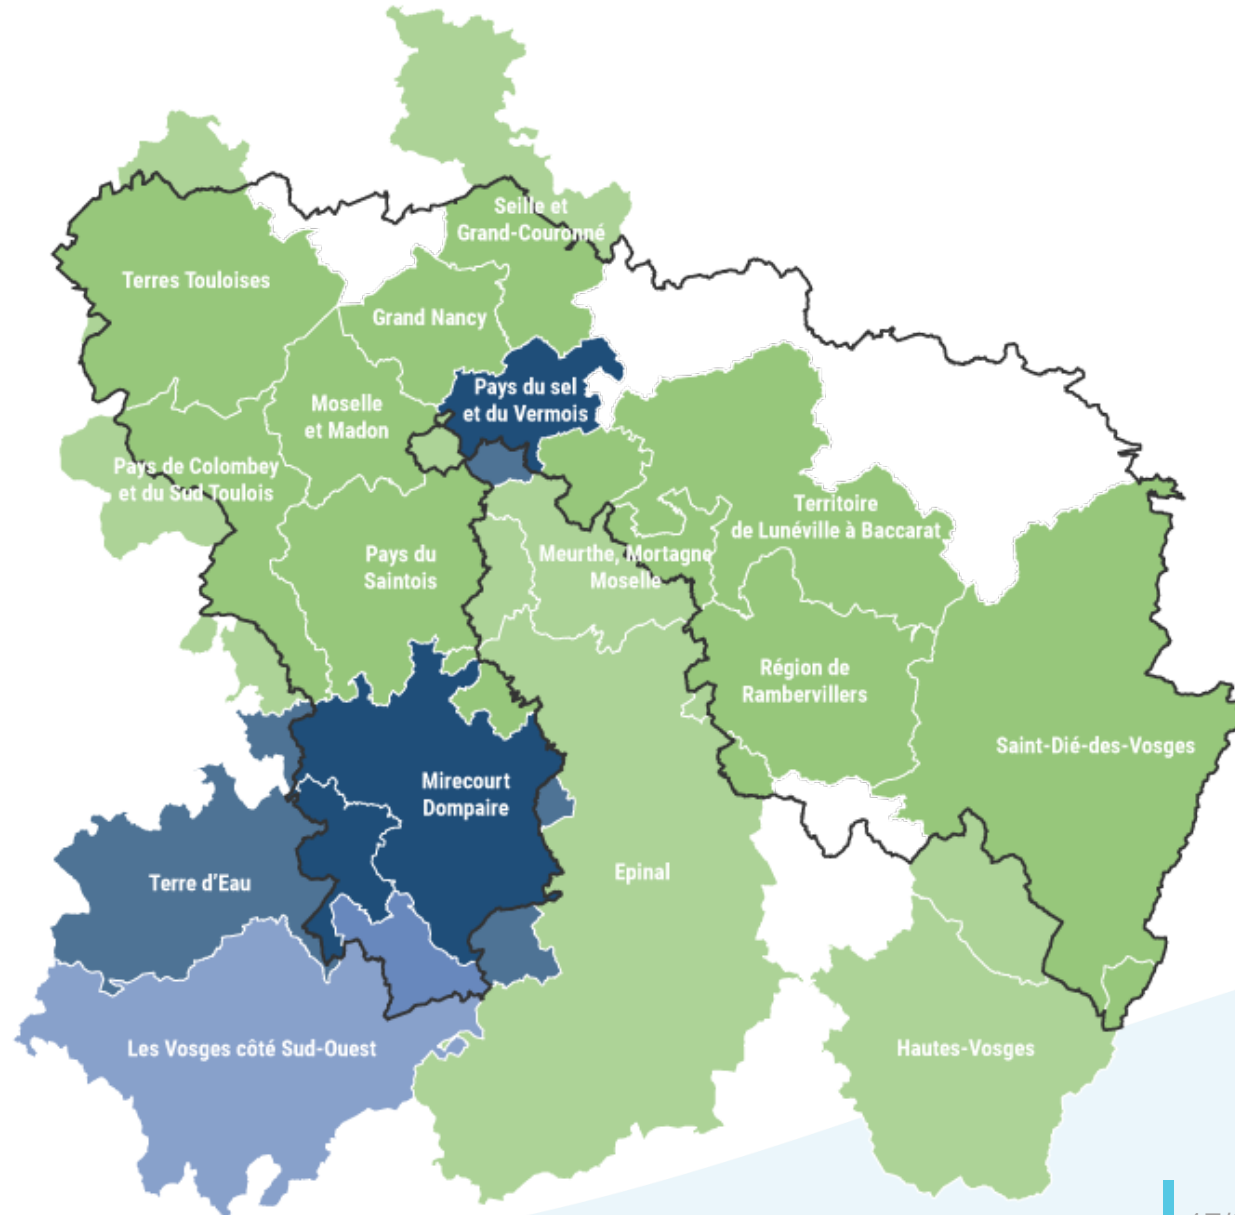 Seille et
Grand-Couronné
Terres Touloises
Grand Nancy
Pays du sel
et du Vermois
Moselle
et Madon
Pays de Colombey
et du Sud Toulois
Territoire
de Lunéville à Baccarat
Pays du
Saintois
Meurthe, Mortagne
Moselle
Région de
Rambervillers
Saint-Dié-des-Vosges
Mirecourt
Dompaire
Terre d'Eau
Epinal
Les Vosges côté Sud-Ouest
Hautes-Vosges